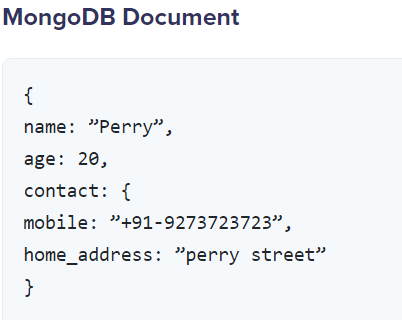 MongoDB Document
{
name: ”Perry”,
age: 20,
contact: {
mobile: ”+91-9273723723”,
home_address: ”perry street”
}